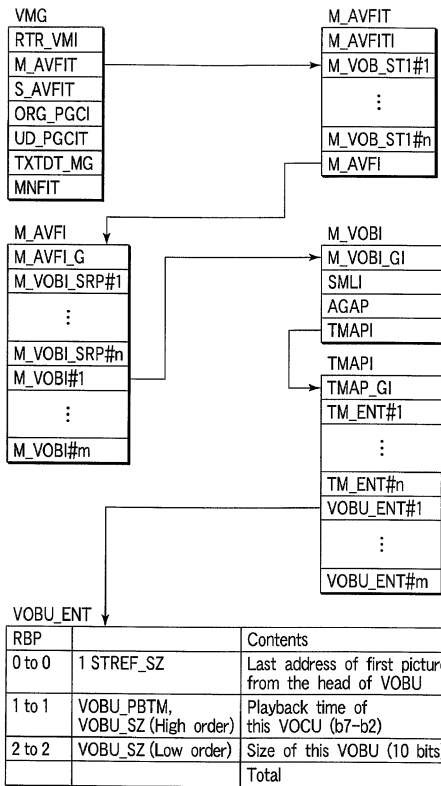 VMG
RTR_VMI
M_AVFIT
S_AVFIT
ORG_PGCI
UD_PGCIT
TXTDT_MG
MNFIT
M_AVFIT
M_AVFITI
M_VOB_ST1#1
⋮
M_VOB_ST1#n
M_AVFI
M_AVFI
M_AVFI_G
M_VOBI_SRP#1
⋮
M_VOBI_SRP#n
M_VOBI#1
⋮
M_VOBI#m
M_VOBI
M_VOBI_GI
SMLI
AGAP
TMAPI
TMAPI
TMAP_GI
TM_ENT#1
⋮
TM_ENT#n
VOBU_ENT#1
⋮
VOBU_ENT#m
VOBU_ENT
RBP Contents
0 to 0 1 STREF_SZ Last address of first picture
from the head of VOBU
1 to 1 VOBU_PBTM, Playback time of
VOBU_SZ (High order) this VOCU (b7-b2)
2 to 2 VOBU_SZ (Low order) Size of this VOBU (10 bits
Total